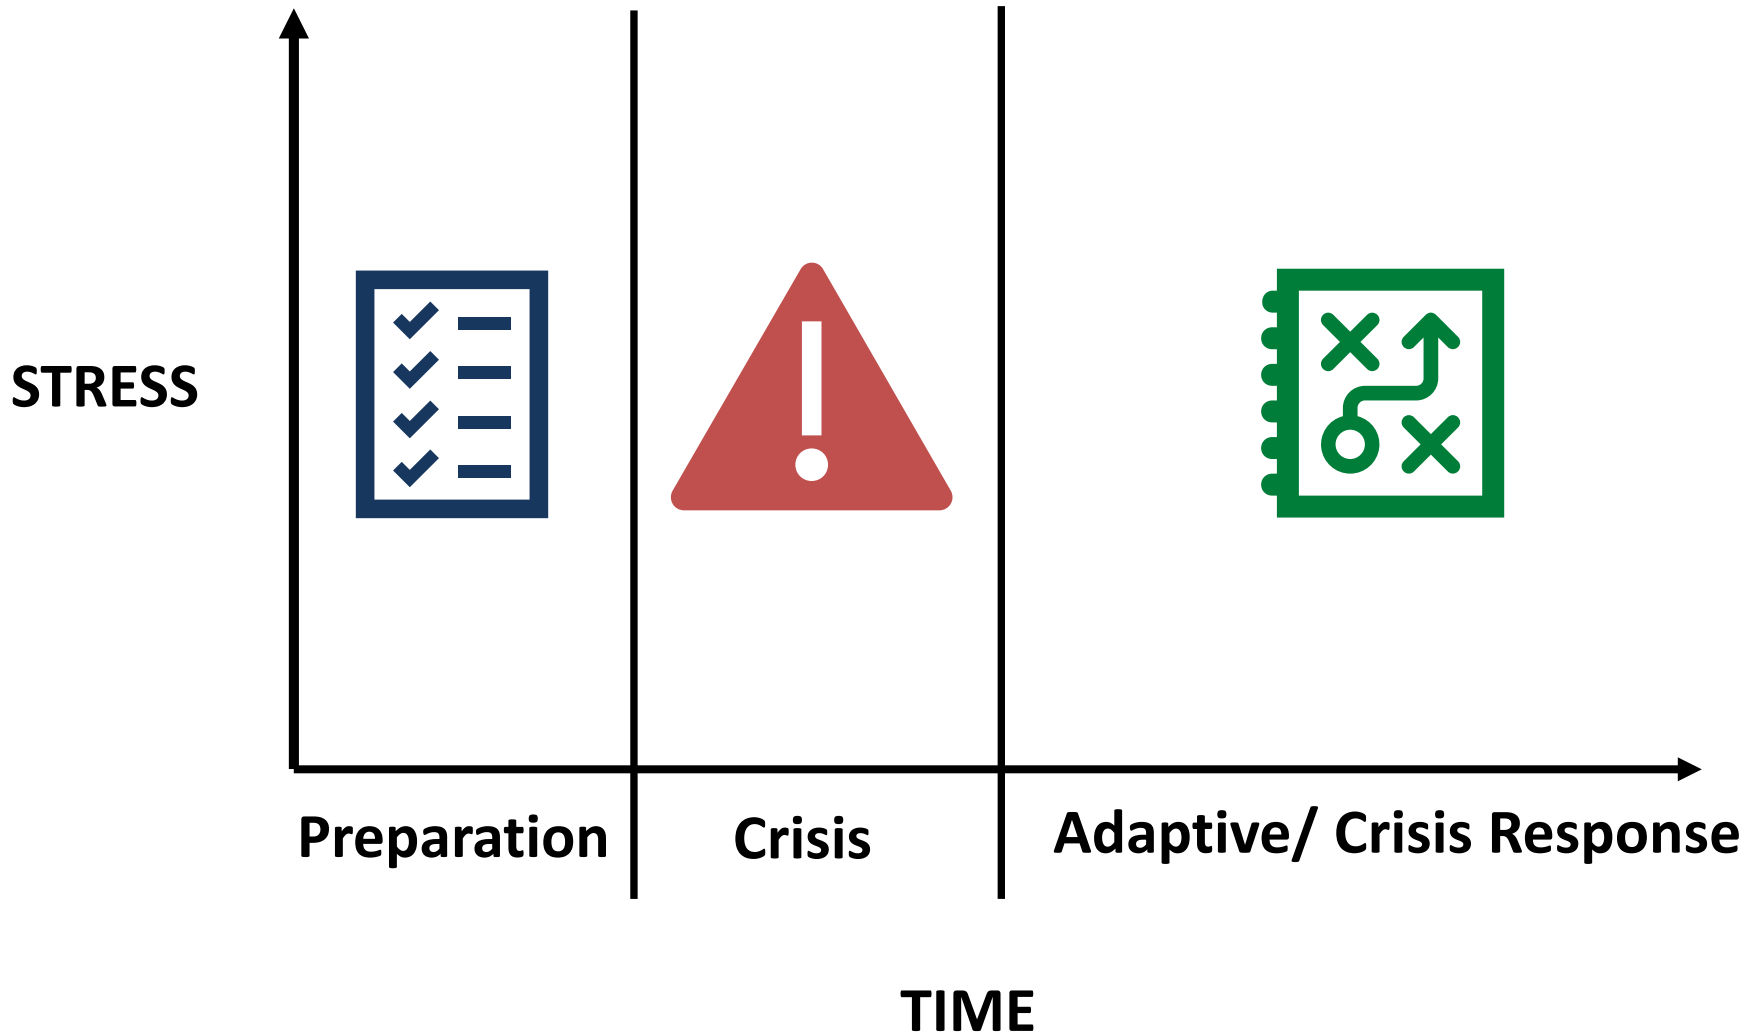 STRESS
Preparation
Crisis
Adaptive/ Crisis Response
TIME